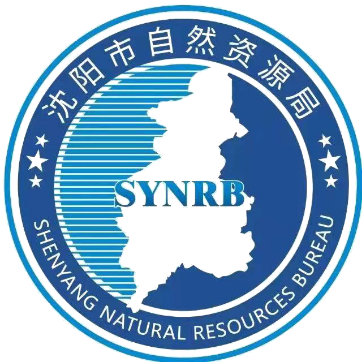 沈阳市自然资源局
SYNRB
SHENYANG NATURAL RESOURCES BUREAU